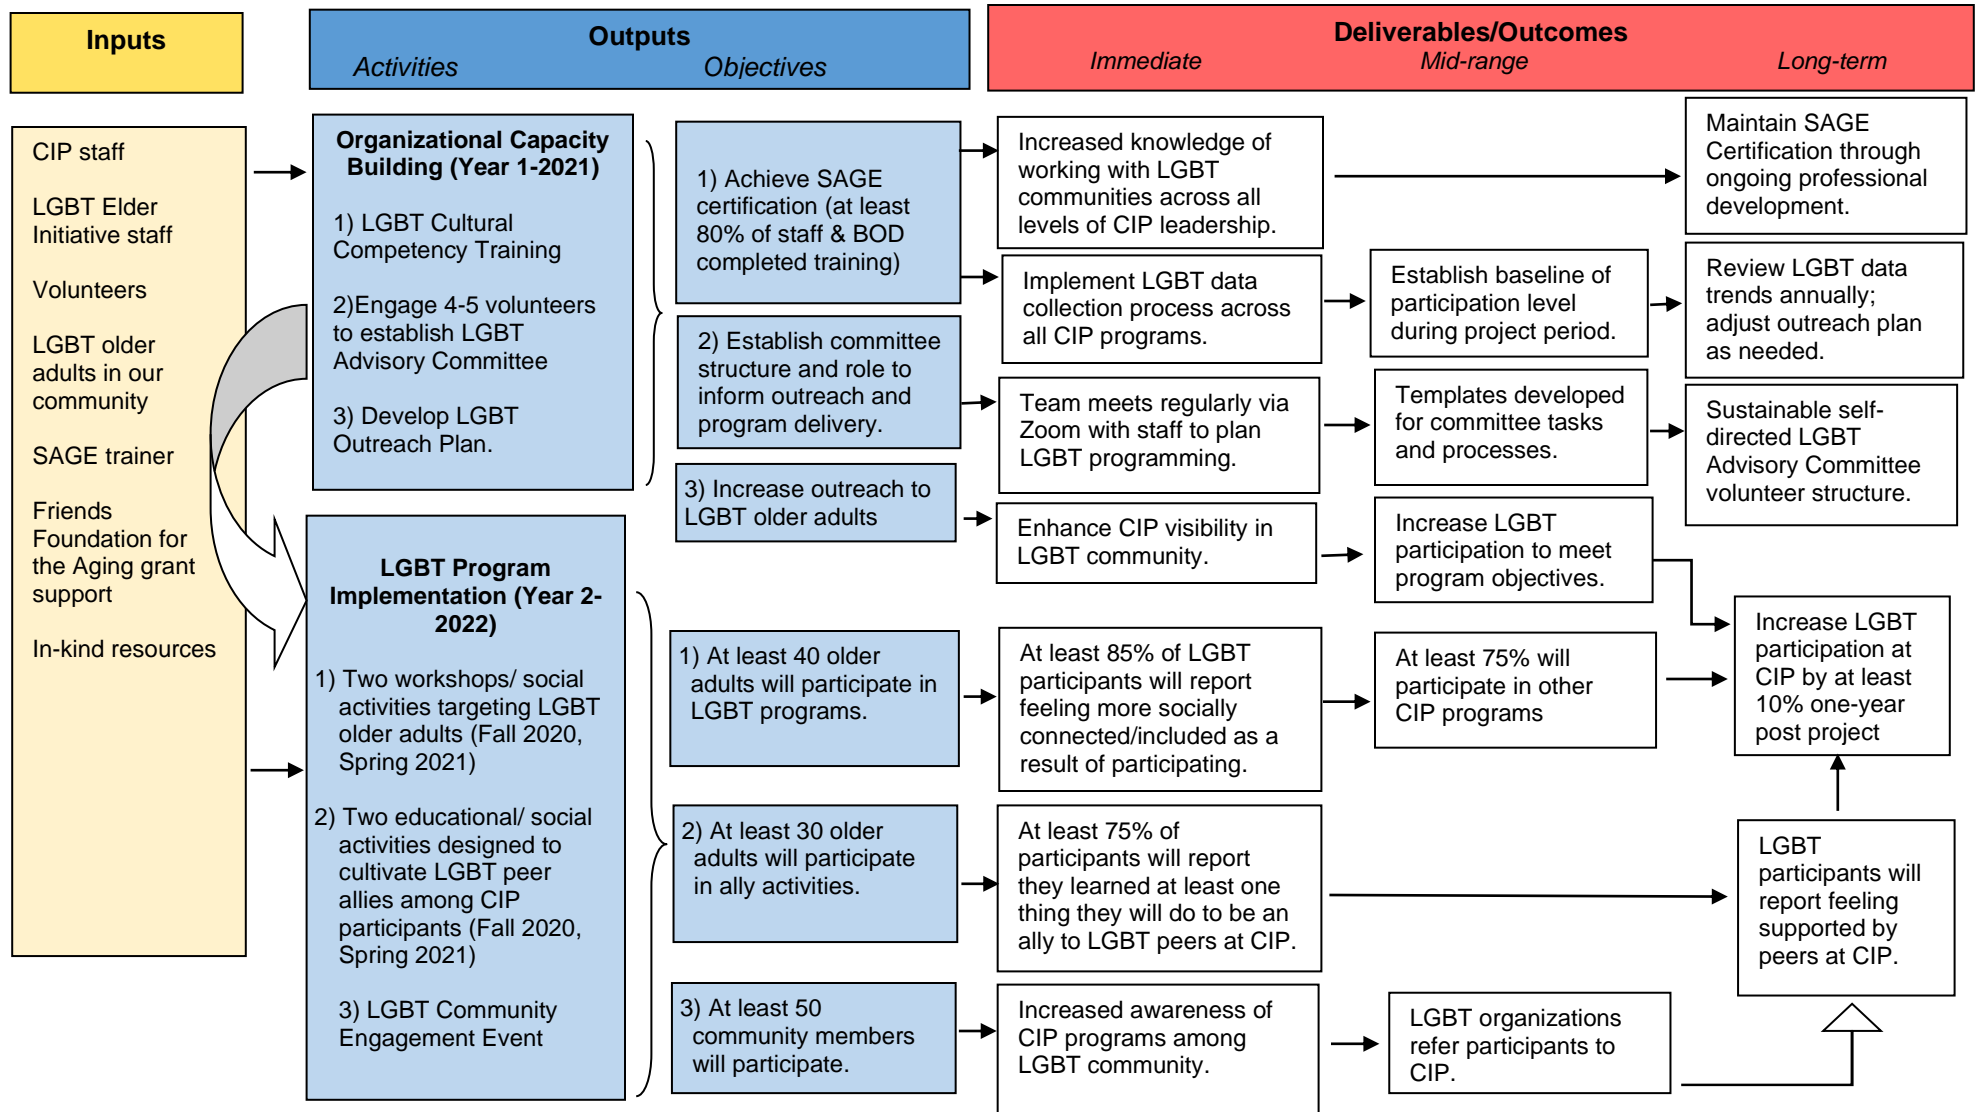 Inputs
Outputs
Activities
Objectives
Deliverables/Outcomes
Immediate
Mid-range
Long-term
CIP staff
LGBT Elder
Initiative staff
Volunteers
LGBT older
adults in our
community
SAGE trainer
Friends
Foundation for
the Aging grant
support
In-kind resources
Organizational Capacity
Building (Year 1-2021)
1) LGBT Cultural
Competency Training
2)Engage 4-5 volunteers
to establish LGBT
Advisory Committee
3) Develop LGBT
Outreach Plan.
1) Achieve SAGE
certification (at least
80% of staff & BOD
completed training)
2) Establish committee
structure and role to
inform outreach and
program delivery.
3) Increase outreach to
LGBT older adults
Increased knowledge of
working with LGBT
communities across all
levels of CIP leadership.
Maintain SAGE
Certification through
ongoing professional
development.
Implement LGBT data
collection process across
all CIP programs.
Establish baseline of
participation level
during project period.
Review LGBT data
trends annually;
adjust outreach plan
as needed.
Team meets regularly via
Zoom with staff to plan
LGBT programming.
Templates developed
for committee tasks
and processes.
Sustainable self-
directed LGBT
Advisory Committee
volunteer structure.
Enhance CIP visibility in
LGBT community.
Increase LGBT
participation to meet
program objectives.
LGBT Program
Implementation (Year 2-
2022)
1) Two workshops/ social
activities targeting LGBT
older adults (Fall 2020,
Spring 2021)
2) Two educational/ social
activities designed to
cultivate LGBT peer
allies among CIP
participants (Fall 2020,
Spring 2021)
3) LGBT Community
Engagement Event
1) At least 40 older
adults will participate in
LGBT programs.
At least 85% of LGBT
participants will report
feeling more socially
connected/included as a
result of participating.
At least 75% will
participate in other
CIP programs
Increase LGBT
participation at
CIP by at least
10% one-year
post project
2) At least 30 older
adults will participate
in ally activities.
At least 75% of
participants will report
they learned at least one
thing they will do to be an
ally to LGBT peers at CIP.
LGBT
participants will
report feeling
supported by
peers at CIP.
3) At least 50
community members
will participate.
Increased awareness of
CIP programs among
LGBT community.
LGBT organizations
refer participants to
CIP.